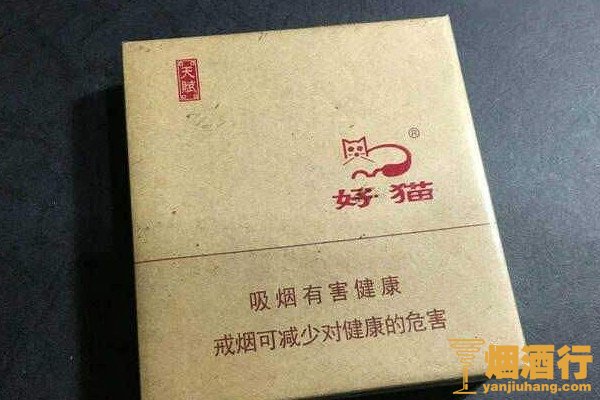 天赋
®
好猫
吸烟有害健康
戒烟可减少对健康的危害
烟酒行
yanjiuhang.com